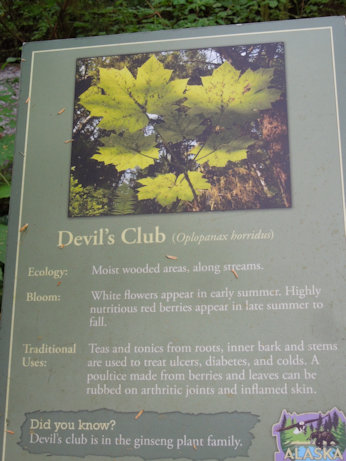 Devil's Club (Oplopanax horridus)
Ecology: Moist wooded areas, along streams.
Bloom: White flowers appear in early summer. Highly
nutritious red berries appear in late summer to
fall.
Traditional Teas and tonics from roots, inner bark and stems
Uses: are used to treat ulcers, diabetes, and colds. A
poultice made from berries and leaves can be
rubbed on arthritic joints and inflamed skin.
Did you know?
Devil's club is in the ginseng plant family.
ALASKA